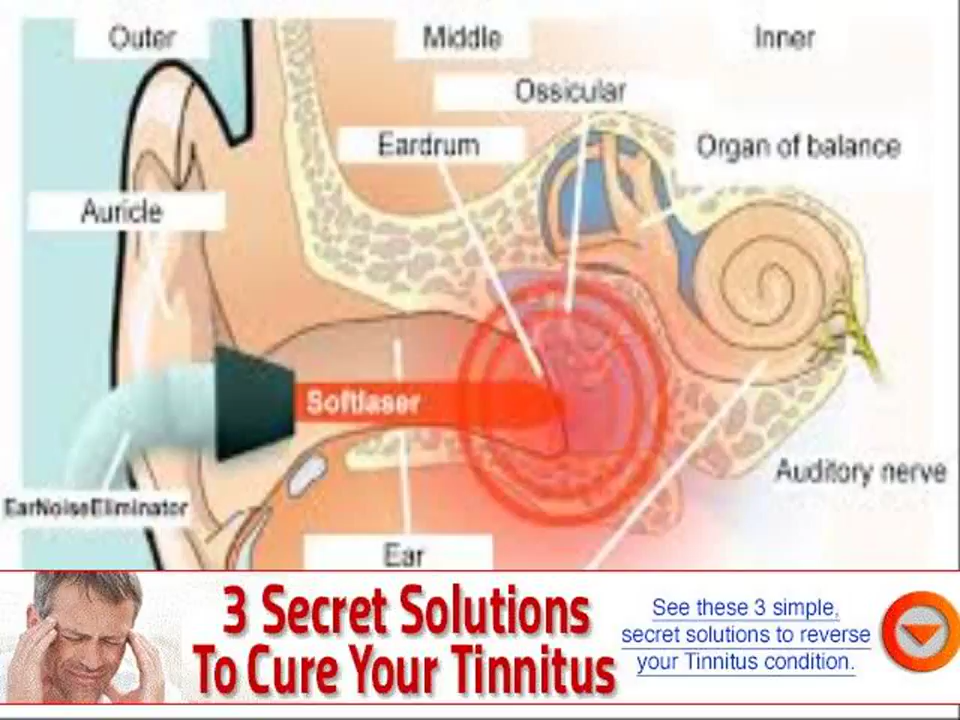 Outer
Middle
Inner
Ossicular
Eardrum
Organ of balance
Auricle
Softlaser
Auditory nerve
EarNoiseEliminator
Ear
3 Secret Solutions
To Cure Your Tinnitus
See these 3 simple,
secret solutions to reverse
your Tinnitus condition.